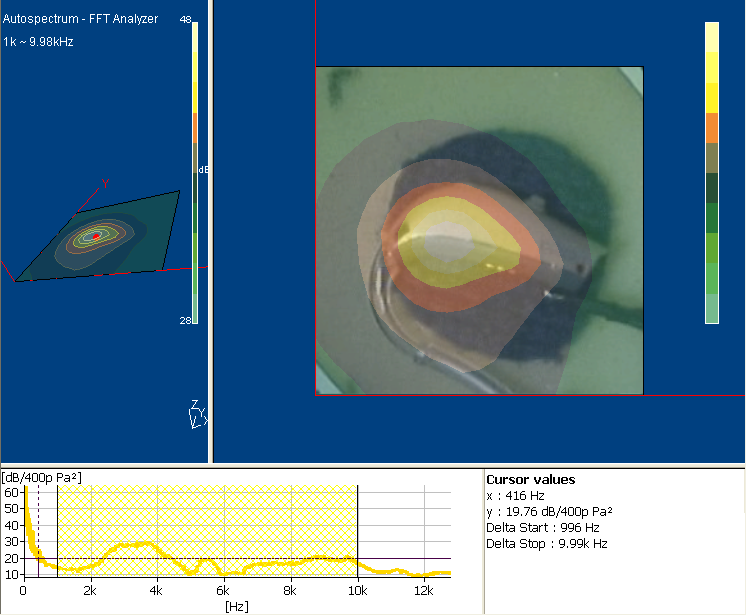 Autospectrum - FFT Analyzer
1k ~ 9.98kHz
48
dB
28
Y
Z
Y
X
[dB/400p Pa²]
60
50
40
30
20
10
0 2k 4k 6k 8k 10k 12k
[Hz]
Cursor values
x : 416 Hz
y : 19.76 dB/400p Pa²
Delta Start : 996 Hz
Delta Stop : 9.99k Hz